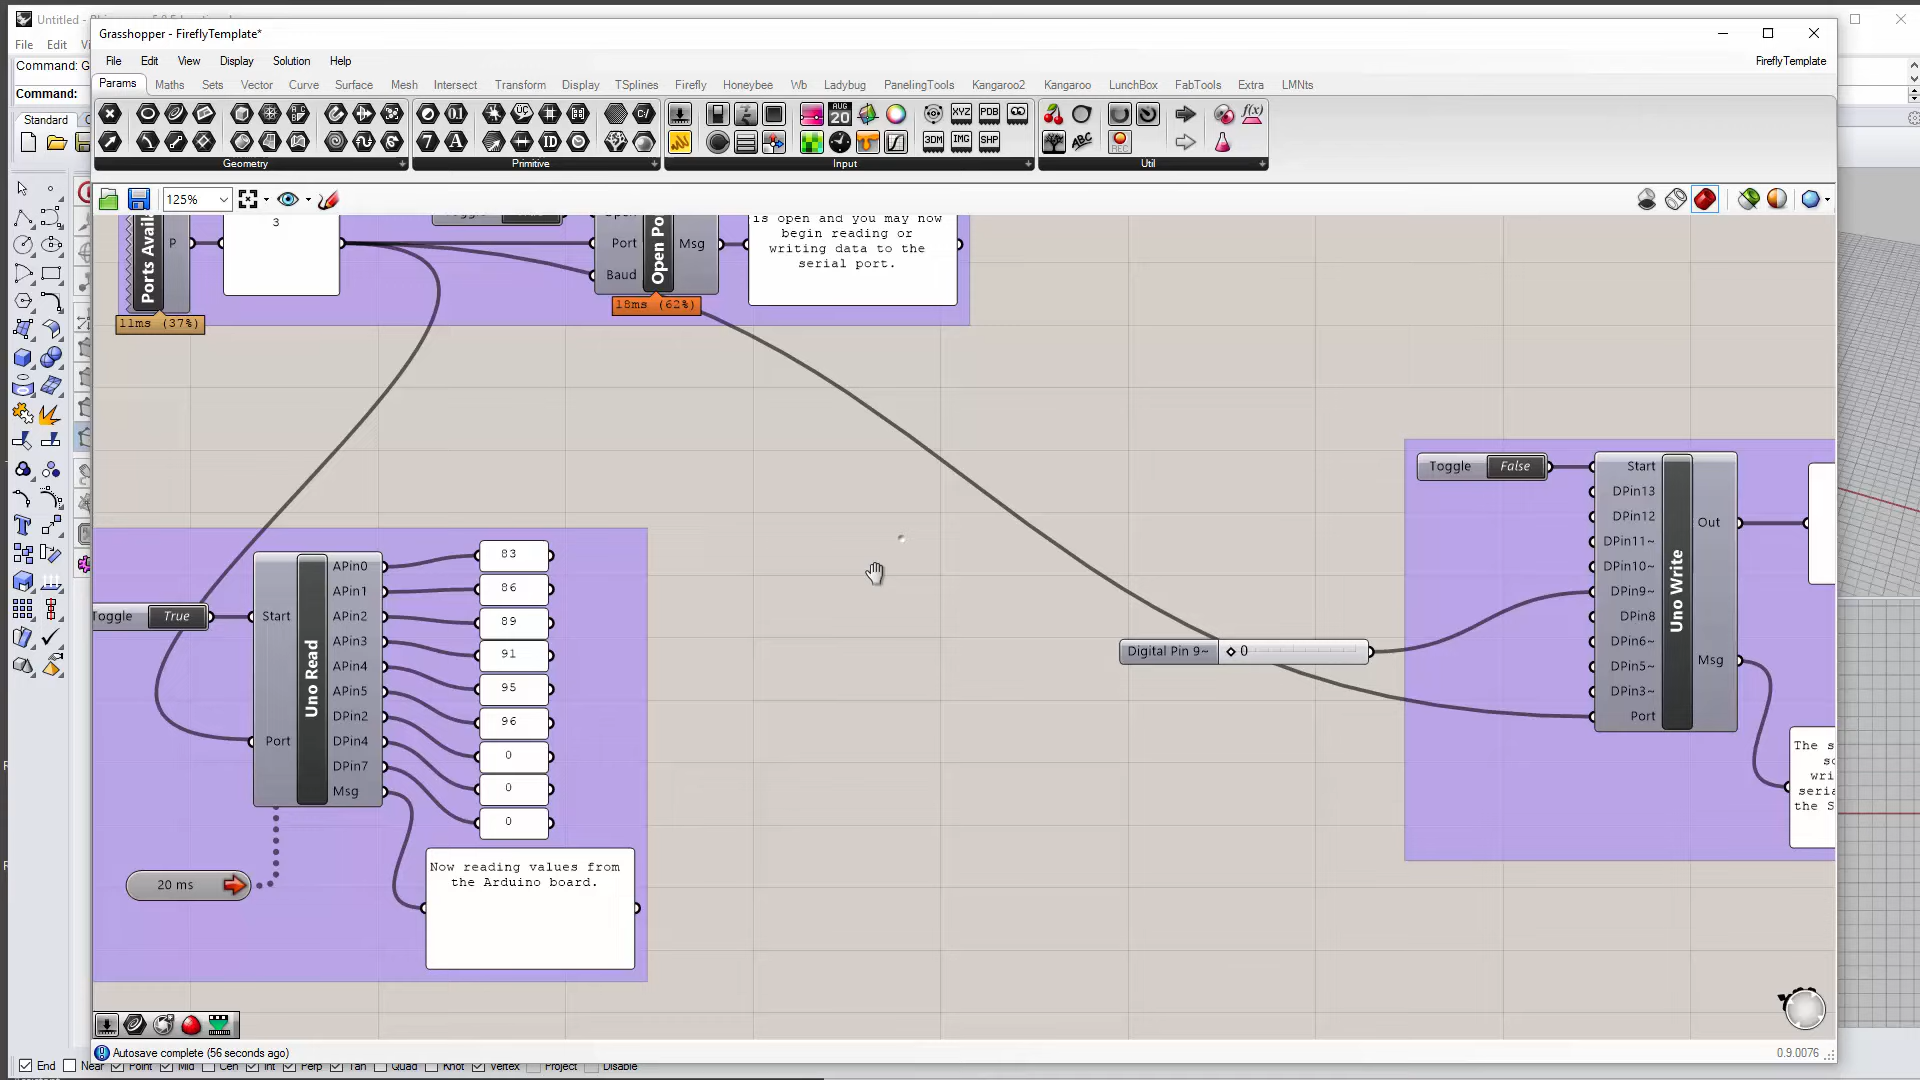 Untitled -
File Edit
Command: G
Command:
Standard
Grasshopper - FireflyTemplate*
File Edit View Display Solution Help
FireflyTemplate
Params Maths Sets Vector Curve Surface Mesh Intersect Transform Display TSplines Firefly Honeybee Wb Ladybug PanelingTools Kangaroo2 Kangaroo LunchBox FabTools Extra LMNts
Geometry
Primitive
Input
Util
125%
Ports Avail
P
3
Open Po
Port
Baud
Msg
is open and you may now
begin reading or
writing data to the
serial port.
11ms (37%)
18ms (62%)
Toggle False
Uno Write
Start
DPin13
DPin12
DPin11~
DPin10~
DPin9~
DPin8
DPin6~
DPin5~
DPin3~
Port
Out
Msg
Digital Pin 9~ 0
The s
wri
seria
the S
Toggle True
Uno Read
Start
Port
APin0
APin1
APin2
APin3
APin4
APin5
DPin2
DPin4
DPin7
Msg
83
86
89
91
95
96
0
0
0
20 ms
Now reading values from
the Arduino board.
Autosave complete (56 seconds ago)
0.9.0076
End Near Point Mid Cen Int Perp Tan Quad Knot Vertex Project Disable